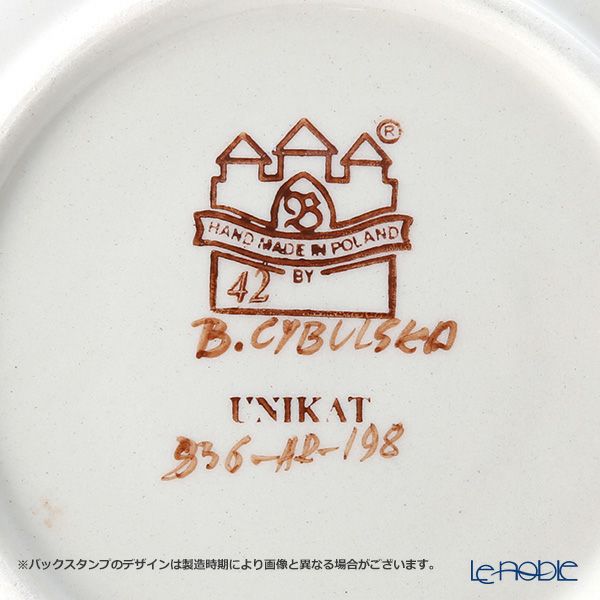 ®
B
HAND MADE IN POLAND
BY
42
B. CYBULSKA
UNIKAT
936-AR-198
※バックスタンプのデザインは製造時期により画像と異なる場合がございます。
Le-noble